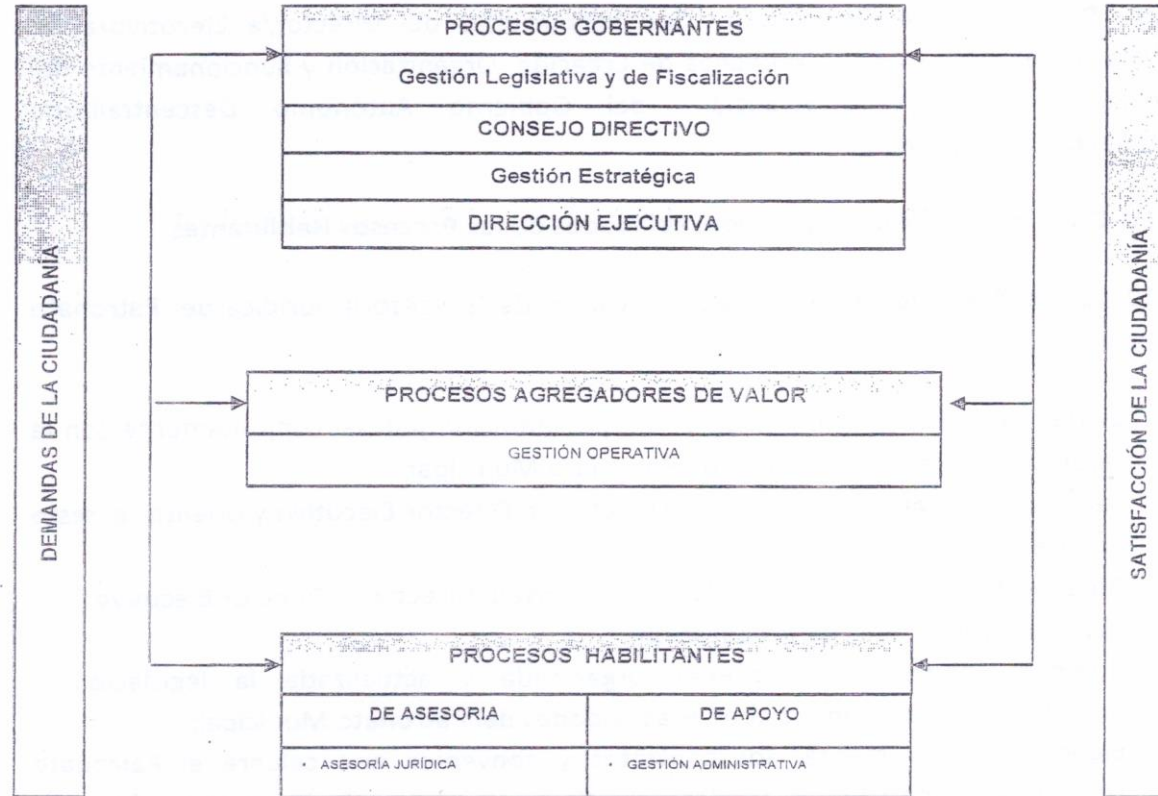 PROCESOS GOBERNANTES
Gestión Legislativa y de Fiscalización
CONSEJO DIRECTIVO
Gestión Estratégica
DIRECCIÓN EJECUTIVA
DEMANDAS DE LA CIUDADANÍA
PROCESOS AGREGADORES DE VALOR
GESTIÓN OPERATIVA
SATISFACCIÓN DE LA CIUDADANÍA
PROCESOS HABILITANTES
DE ASESORIA
DE APOYO
ASESORÍA JURÍDICA
GESTIÓN ADMINISTRATIVA